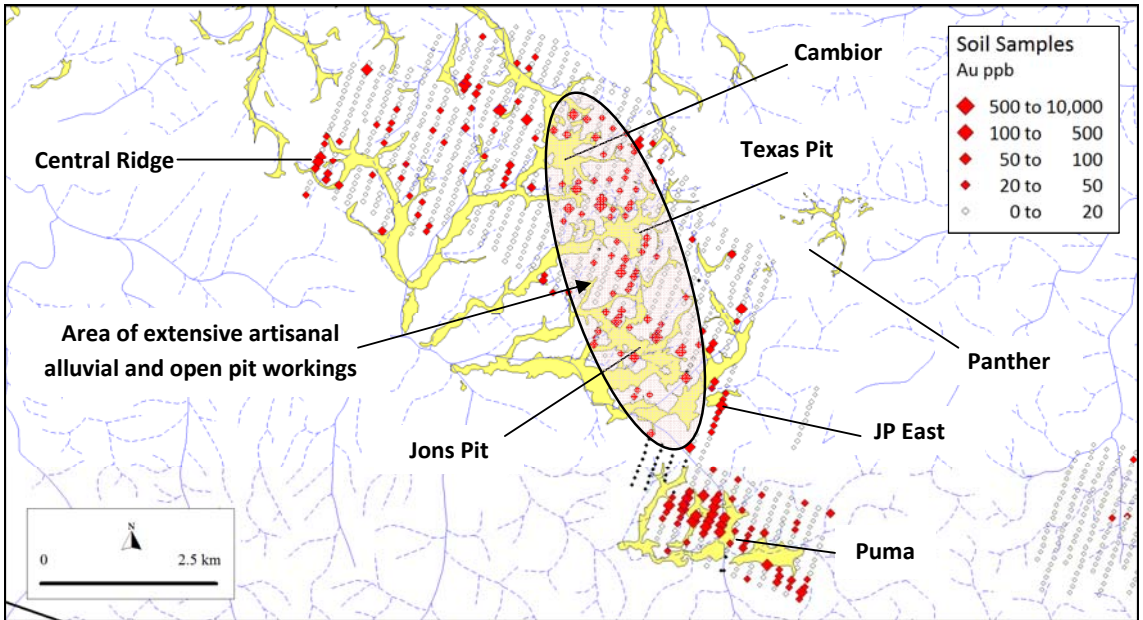 Cambior
Soil Samples
Au ppb
500 to 10,000
100 to 500
50 to 100
20 to 50
0 to 20
Central Ridge
Texas Pit
Area of extensive artisanal
alluvial and open pit workings
Panther
Jons Pit
JP East
N
0 2.5 km
Puma